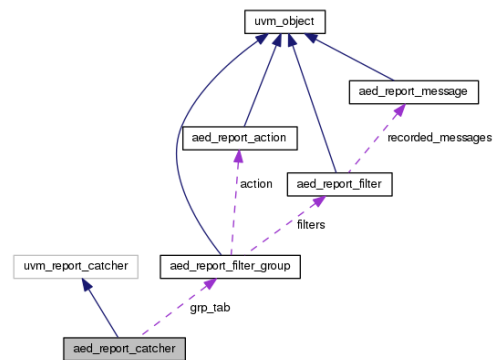 uvm_object
aed_report_message
aed_report_action
recorded_messages
action
aed_report_filter
filters
uvm_report_catcher
aed_report_filter_group
grp_tab
aed_report_catcher